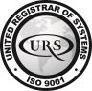 UNITED REGISTRAR OF SYSTEMS
URS
• ISO 9001 •